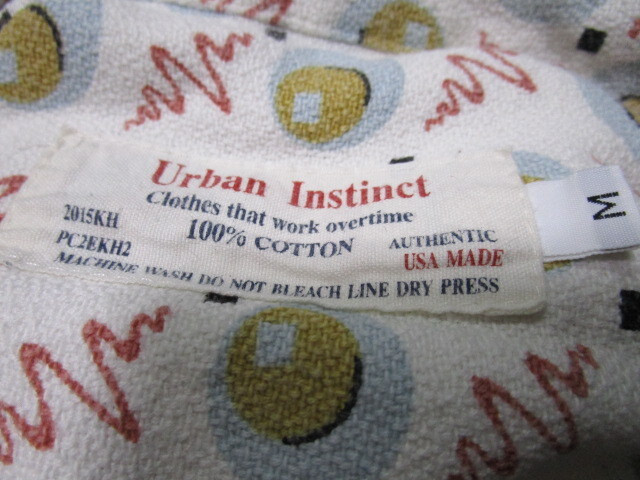 Urban Instinct
Clothes that work overtime
2015KH 100% COTTON AUTHENTIC
PC2EKH2 USA MADE
MACHINE WASH DO NOT BLEACH LINE DRY PRESS
M